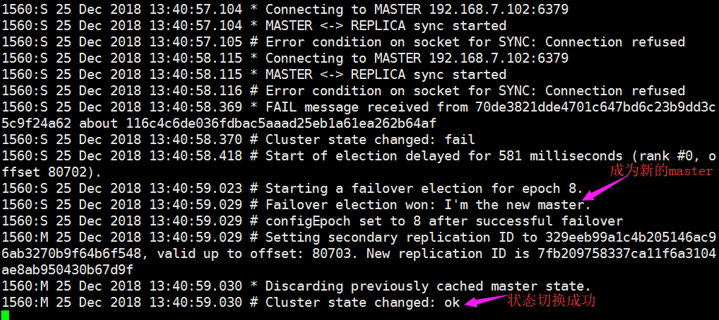 1560:S 25 Dec 2018 13:40:57.104 * Connecting to MASTER 192.168.7.102:6379
1560:S 25 Dec 2018 13:40:57.104 * MASTER <-> REPLICA sync started
1560:S 25 Dec 2018 13:40:57.105 # Error condition on socket for SYNC: Connection refused
1560:S 25 Dec 2018 13:40:58.115 * Connecting to MASTER 192.168.7.102:6379
1560:S 25 Dec 2018 13:40:58.115 * MASTER <-> REPLICA sync started
1560:S 25 Dec 2018 13:40:58.116 # Error condition on socket for SYNC: Connection refused
1560:S 25 Dec 2018 13:40:58.369 * FAIL message received from 70de3821dde4701c647bd6c23b9dd3c
5c9f24a62 about 116c4c6de036fdbac5aaad25eb1a61ea262b64af
1560:S 25 Dec 2018 13:40:58.370 # Cluster state changed: fail
1560:S 25 Dec 2018 13:40:58.418 # Start of election delayed for 581 milliseconds (rank #0, o
ffset 80702).
成为新的master
1560:S 25 Dec 2018 13:40:59.023 # Starting a failover election for epoch 8.
1560:S 25 Dec 2018 13:40:59.029 # Failover election won: I'm the new master.
1560:S 25 Dec 2018 13:40:59.029 # configEpoch set to 8 after successful failover
1560:M 25 Dec 2018 13:40:59.029 # Setting secondary replication ID to 329eeb99a1c4b205146ac9
6ab3270b9f64b6f548, valid up to offset: 80703. New replication ID is 7fb209758337ca11f6a3104
ae8ab950430b67d9f
1560:M 25 Dec 2018 13:40:59.030 * Discarding previously cached master state.
1560:M 25 Dec 2018 13:40:59.030 # Cluster state changed: ok
状态切换成功